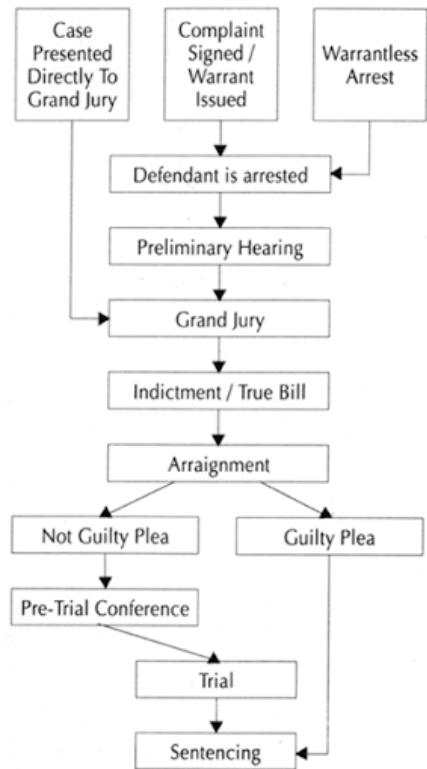 Case
Presented
Directly To
Grand Jury
Complaint
Signed /
Warrant
Issued
Warrantless
Arrest
Defendant is arrested
Preliminary Hearing
Grand Jury
Indictment / True Bill
Arraignment
Not Guilty Plea
Guilty Plea
Pre-Trial Conference
Trial
Sentencing